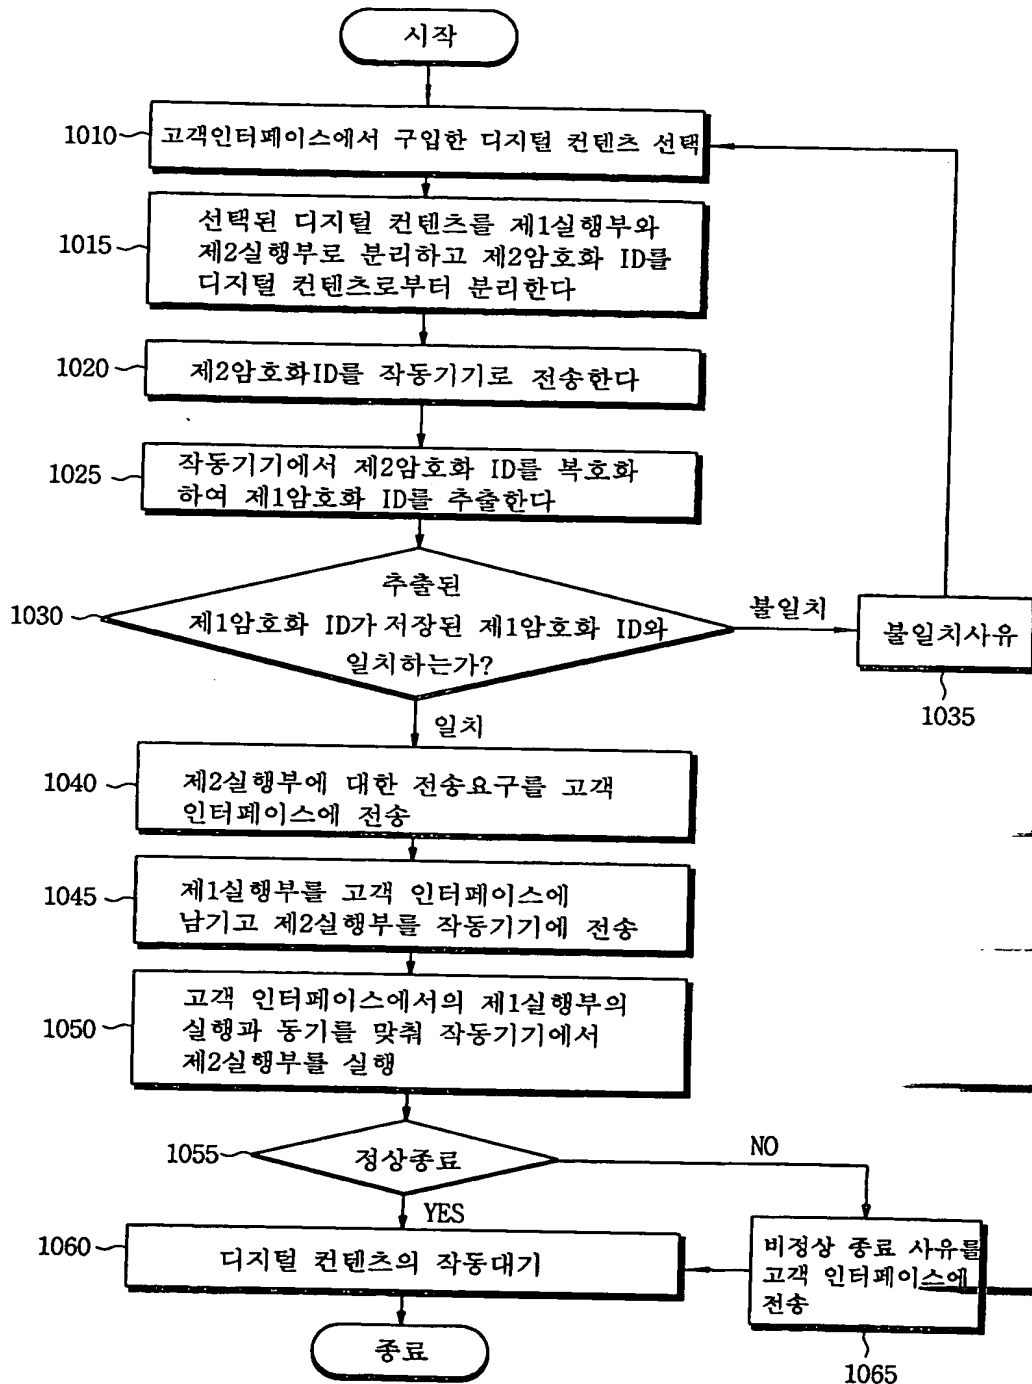 시작
1010
고객인터페이스에서 구입한 디지털 컨텐츠 선택
1015
선택된 디지털 컨텐츠를 제1실행부와
제2실행부로 분리하고 제2암호화 ID를
디지털 컨텐츠로부터 분리한다
1020
제2암호화ID를 작동기기로 전송한다
1025
작동기기에서 제2암호화 ID를 복호화
하여 제1암호화 ID를 추출한다
1030
추출된
제1암호화 ID가 저장된 제1암호화 ID와
일치하는가?
불일치
불일치사유
1035
일치
1040
제2실행부에 대한 전송요구를 고객
인터페이스에 전송
1045
제1실행부를 고객 인터페이스에
남기고 제2실행부를 작동기기에 전송
1050
고객 인터페이스에서의 제1실행부의
실행과 동기를 맞춰 작동기기에서
제2실행부를 실행
1055
정상종료
NO
YES
1060
디지털 컨텐츠의 작동대기
비정상 종료 사유를
고객 인터페이스에
전송
1065
종료